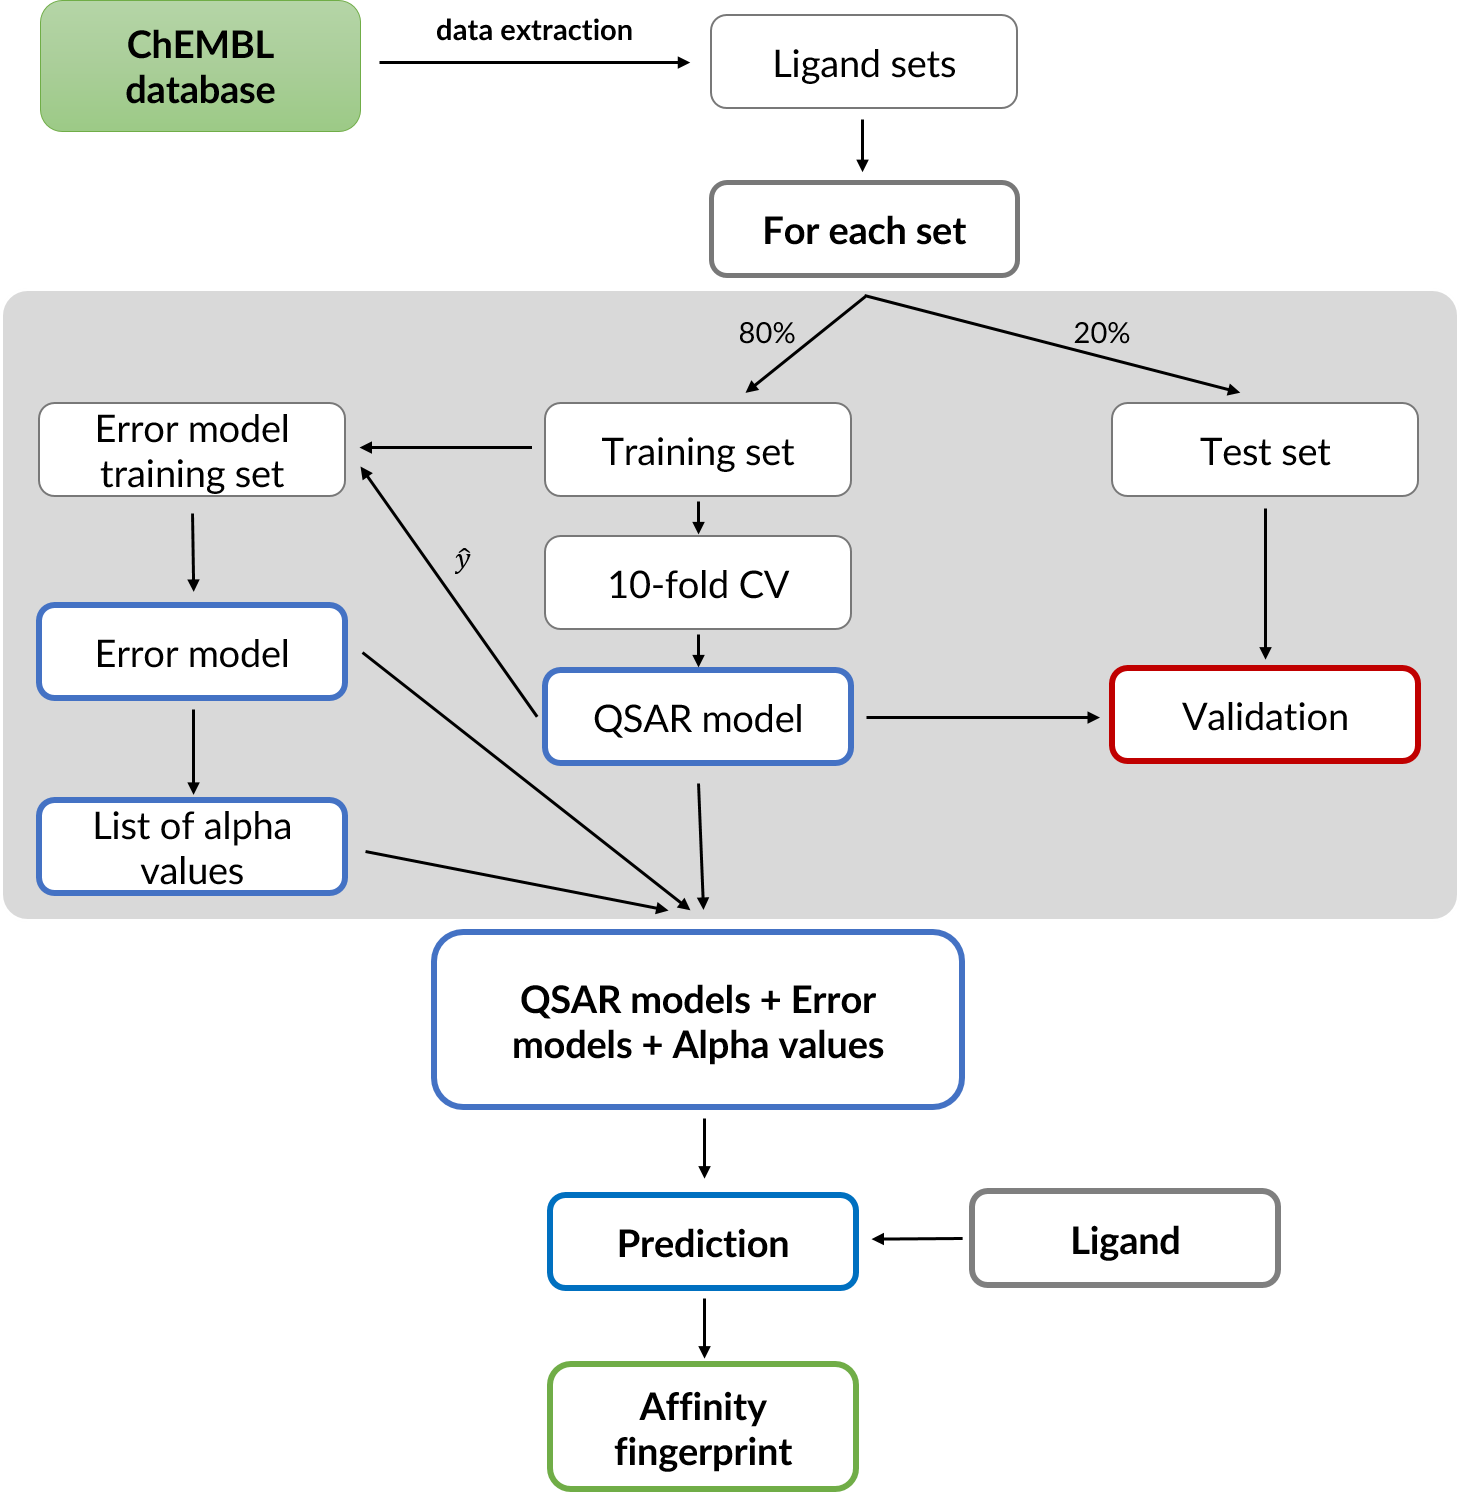 ChEMBL
database
data extraction
Ligand sets
For each set
80%
20%
Error model
training set
Training set
Test set
10-fold CV
ŷ
Error model
QSAR model
Validation
List of alpha
values
QSAR models + Error
models + Alpha values
Prediction
Ligand
Affinity
fingerprint